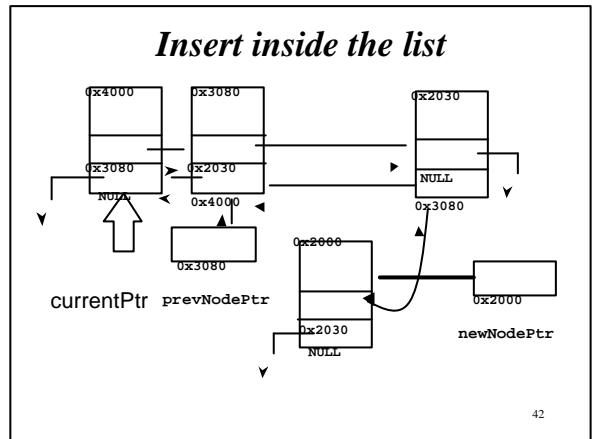 Insert inside the list
0x4000
0x3080
0x2030
0x3080
0x2030
NULL
NULL
0x4000
0x3080
0x3080
0x2000
currentPtr
prevNodePtr
0x2000
newNodePtr
0x2030
NULL
42